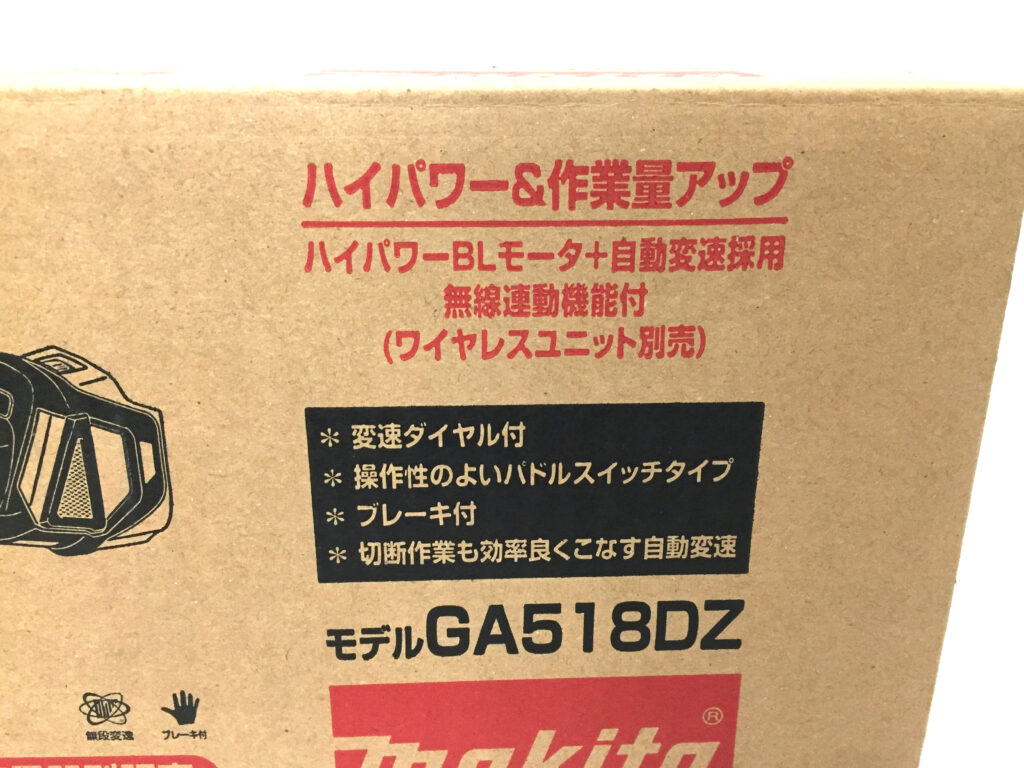 ハイパワー&作業量アップ
ハイパワーBLモータ+自動変速採用
無線連動機能付
(ワイヤレスユニット別売)
* 変速ダイヤル付
* 操作性のよいパドルスイッチタイプ
* ブレーキ付
* 切断作業も効率良くこなす自動変速
モデルGA518DZ
makita®
無段変速
ブレーキ付